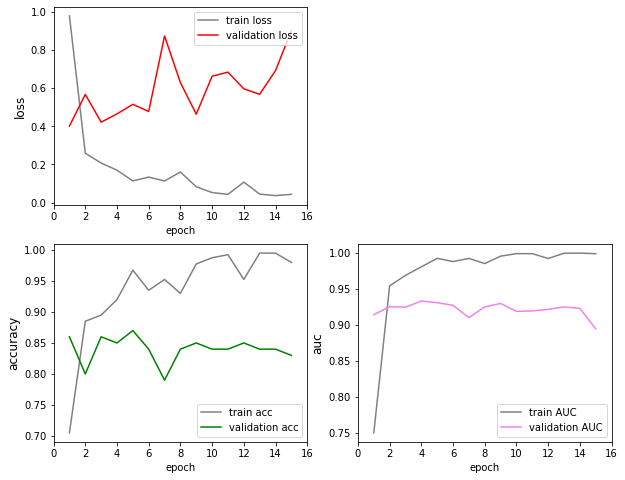 1.0
0.8
0.6
0.4
0.2
0.0
loss
train loss
validation loss
0 2 4 6 8 10 12 14 16
epoch
1.00
0.95
0.90
0.85
0.80
0.75
0.70
accuracy
train acc
validation acc
0 2 4 6 8 10 12 14 16
epoch
1.00
0.95
0.90
0.85
0.80
0.75
auc
train AUC
validation AUC
0 2 4 6 8 10 12 14 16
epoch